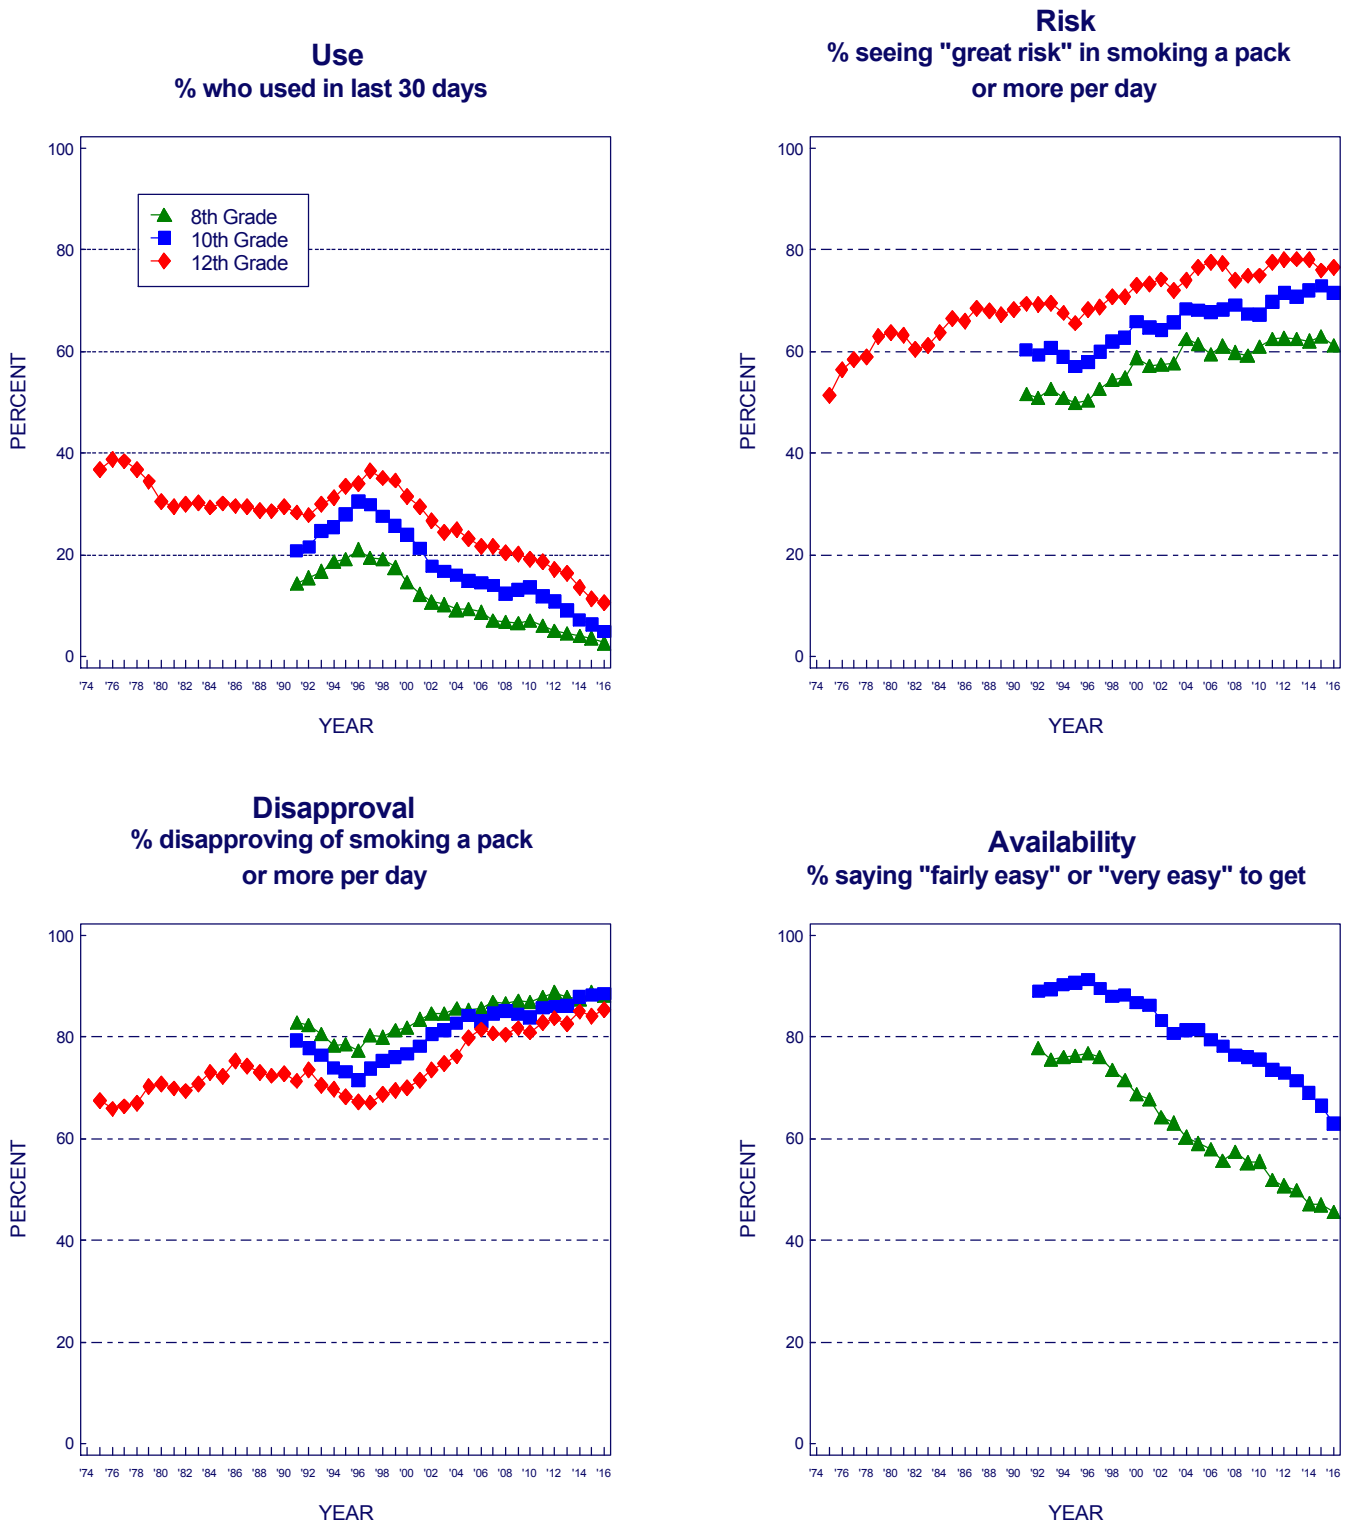 Use
% who used in last 30 days
100
80
60
40
20
0
PERCENT
8th Grade
10th Grade
12th Grade
'74 '76 '78 '80 '82 '84 '86 '88 '90 '92 '94 '96 '98 '00 '02 '04 '06 '08 '10 '12 '14 '16
YEAR
Risk
% seeing "great risk" in smoking a pack
or more per day
100
80
60
40
20
0
PERCENT
'74 '76 '78 '80 '82 '84 '86 '88 '90 '92 '94 '96 '98 '00 '02 '04 '06 '08 '10 '12 '14 '16
YEAR
Disapproval
% disapproving of smoking a pack
or more per day
100
80
60
40
20
0
PERCENT
'74 '76 '78 '80 '82 '84 '86 '88 '90 '92 '94 '96 '98 '00 '02 '04 '06 '08 '10 '12 '14 '16
YEAR
Availability
% saying "fairly easy" or "very easy" to get
100
80
60
40
20
0
PERCENT
'74 '76 '78 '80 '82 '84 '86 '88 '90 '92 '94 '96 '98 '00 '02 '04 '06 '08 '10 '12 '14 '16
YEAR